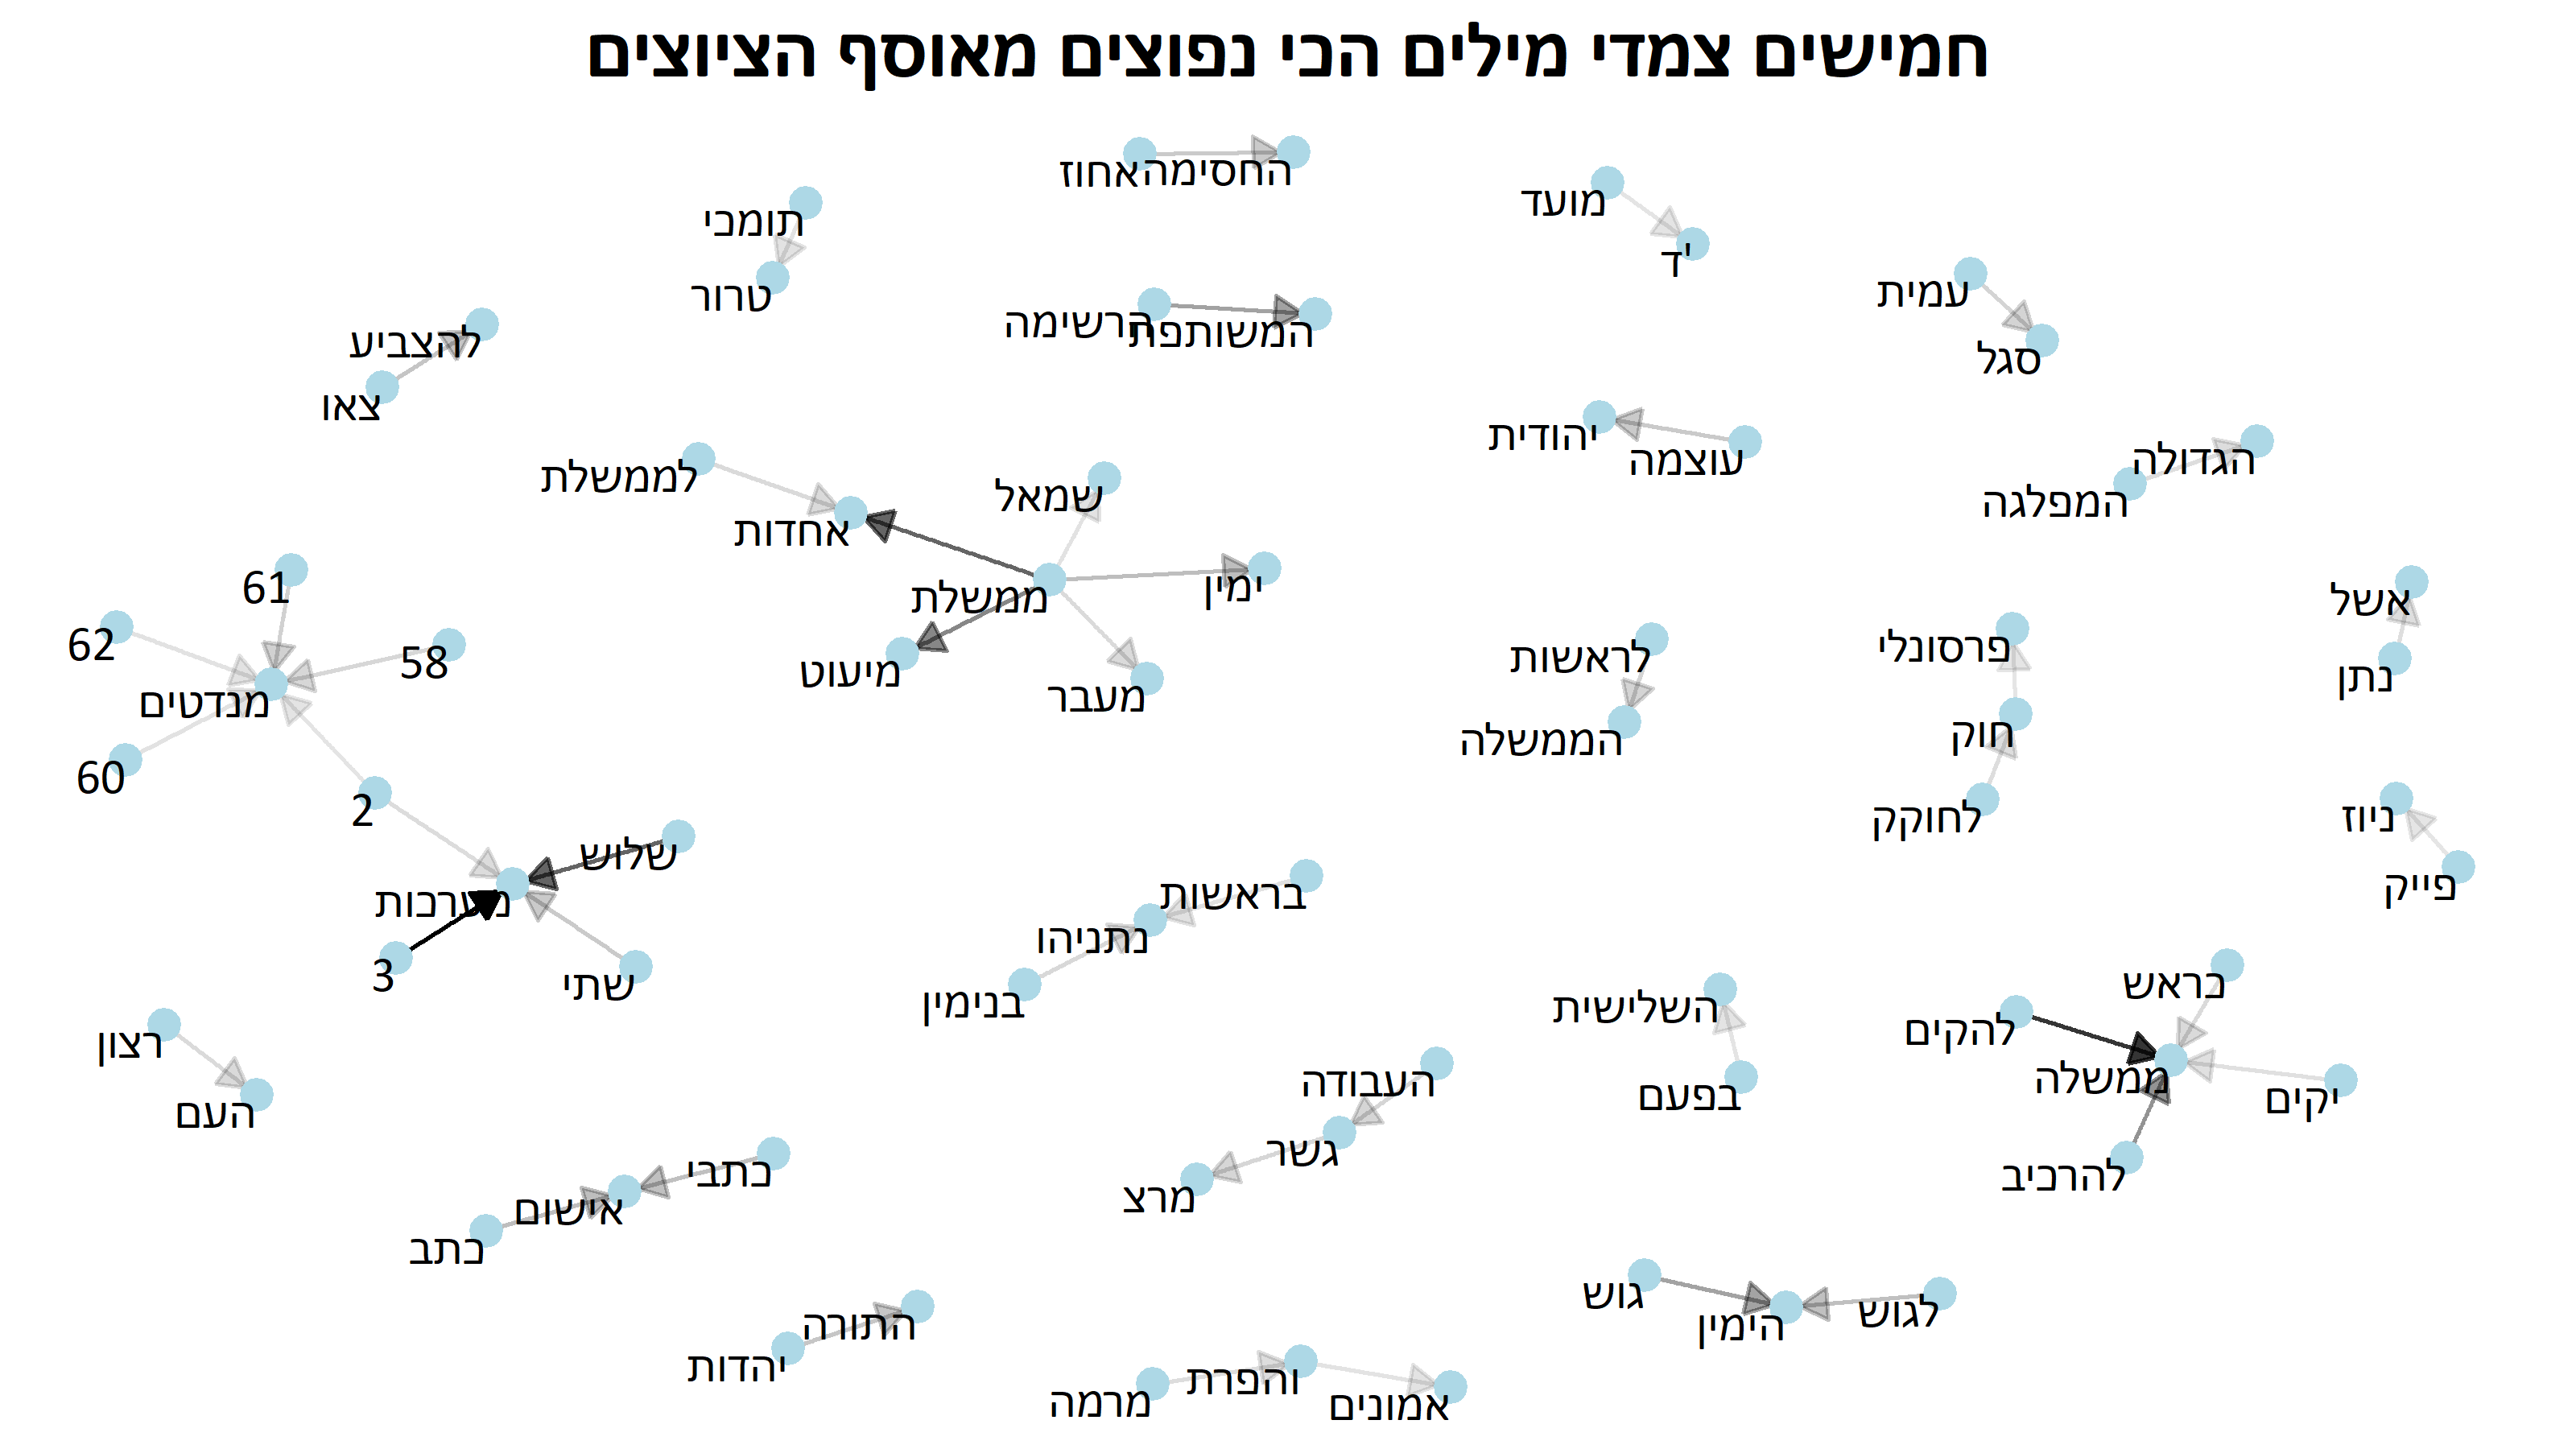 חמישים צמדי מילים הכי נפוצים מאוסף הציוצים
אחוז
החסימה
תומכי
טרור
מועד
ד'
עמית
סגל
הרשימה
המשותפת
להצביע
צאו
יהודית
עוצמה
הגדולה
המפלגה
לממשלת
אחדות
שמאל
ממשלת
ימין
מיעוט
מעבר
61
62
58
מנדטים
60
2
שלוש
מערכות
3
שתי
לראשות
הממשלה
פרסונלי
חוק
לחוקק
אשל
נתן
ניוז
פייק
בראשות
נתניהו
בנימין
רצון
העם
השלישית
בפעם
בראש
להקים
ממשלה
יקים
להרכיב
העבודה
גשר
מרצ
כתבי
אישום
כתב
גוש
הימין
לגוש
התורה
יהדות
מרמה
והפרת
אמונים